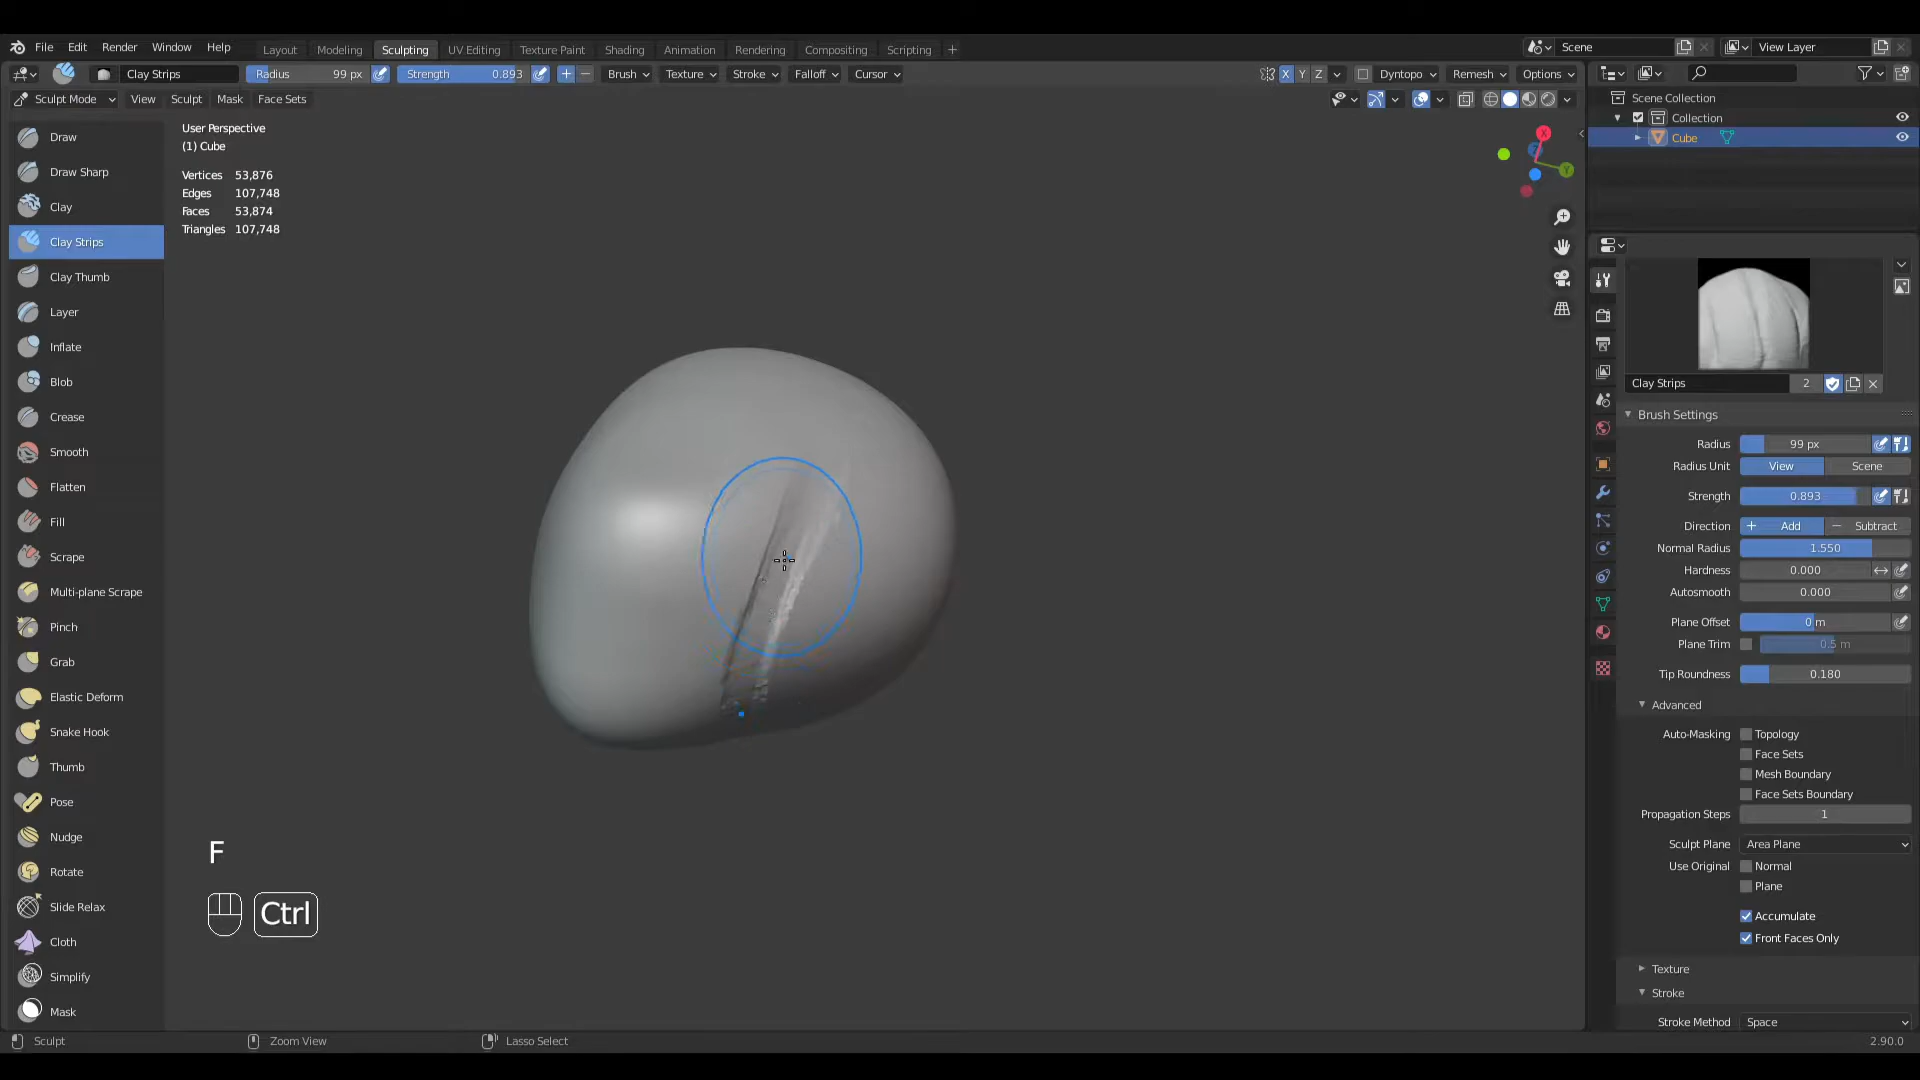 File Edit Render Window Help Layout Modeling Sculpting UV Editing Texture Paint Shading Animation Rendering Compositing Scripting + Scene View Layer
Clay Strips Radius 99 px Strength 0.893 Brush Texture Stroke Falloff Cursor X Y Z Dyntopo Remesh Options
Sculpt Mode View Sculpt Mask Face Sets
Scene Collection
Collection
Cube
User Perspective
(1) Cube
Vertices 53,876
Edges 107,748
Faces 53,874
Triangles 107,748
Draw
Draw Sharp
Clay
Clay Strips
Clay Thumb
Layer
Inflate
Blob
Crease
Smooth
Flatten
Fill
Scrape
Multi-plane Scrape
Pinch
Grab
Elastic Deform
Snake Hook
Thumb
Pose
Nudge
Rotate
Slide Relax
Cloth
Simplify
Mask
X
Y
F
Ctrl
Clay Strips 2
Brush Settings
Radius 99 px
Radius Unit View Scene
Strength 0.893
Direction + Add − Subtract
Normal Radius 1.550
Hardness 0.000
Autosmooth 0.000
Plane Offset 0 m
Plane Trim 0.5 m
Tip Roundness 0.180
Advanced
Auto-Masking Topology
Face Sets
Mesh Boundary
Face Sets Boundary
Propagation Steps 1
Sculpt Plane Area Plane
Use Original Normal
Plane
Accumulate
Front Faces Only
Texture
Stroke
Stroke Method Space
Sculpt Zoom View Lasso Select 2.90.0